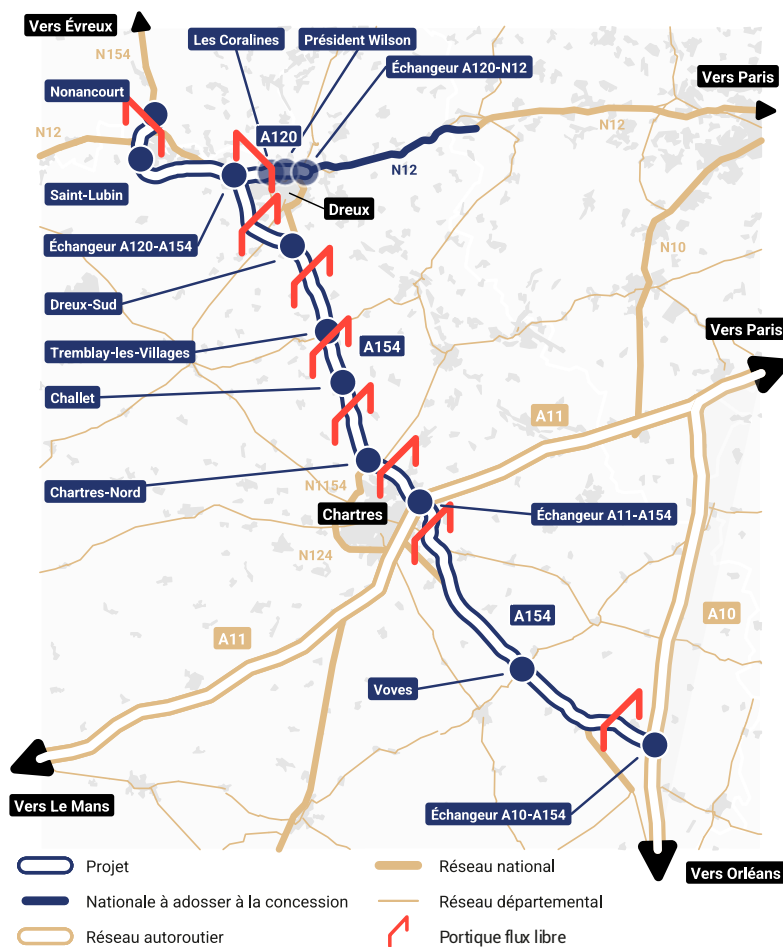 Vers Évreux
N154
Les Coralines
Président Wilson
Échangeur A120-N12
Vers Paris
Nonancourt
N12
A120
N12
N12
Saint-Lubin
Dreux
Échangeur A120-A154
N10
Dreux-Sud
Vers Paris
Tremblay-les-Villages
A154
Challet
A11
Chartres-Nord
N1154
Chartres
Échangeur A11-A154
N124
A154
A10
A11
Voves
Vers Le Mans
Échangeur A10-A154
Vers Orléans
Projet
Réseau national
Nationale à adosser à la concession
Réseau départemental
Réseau autoroutier
Portique flux libre